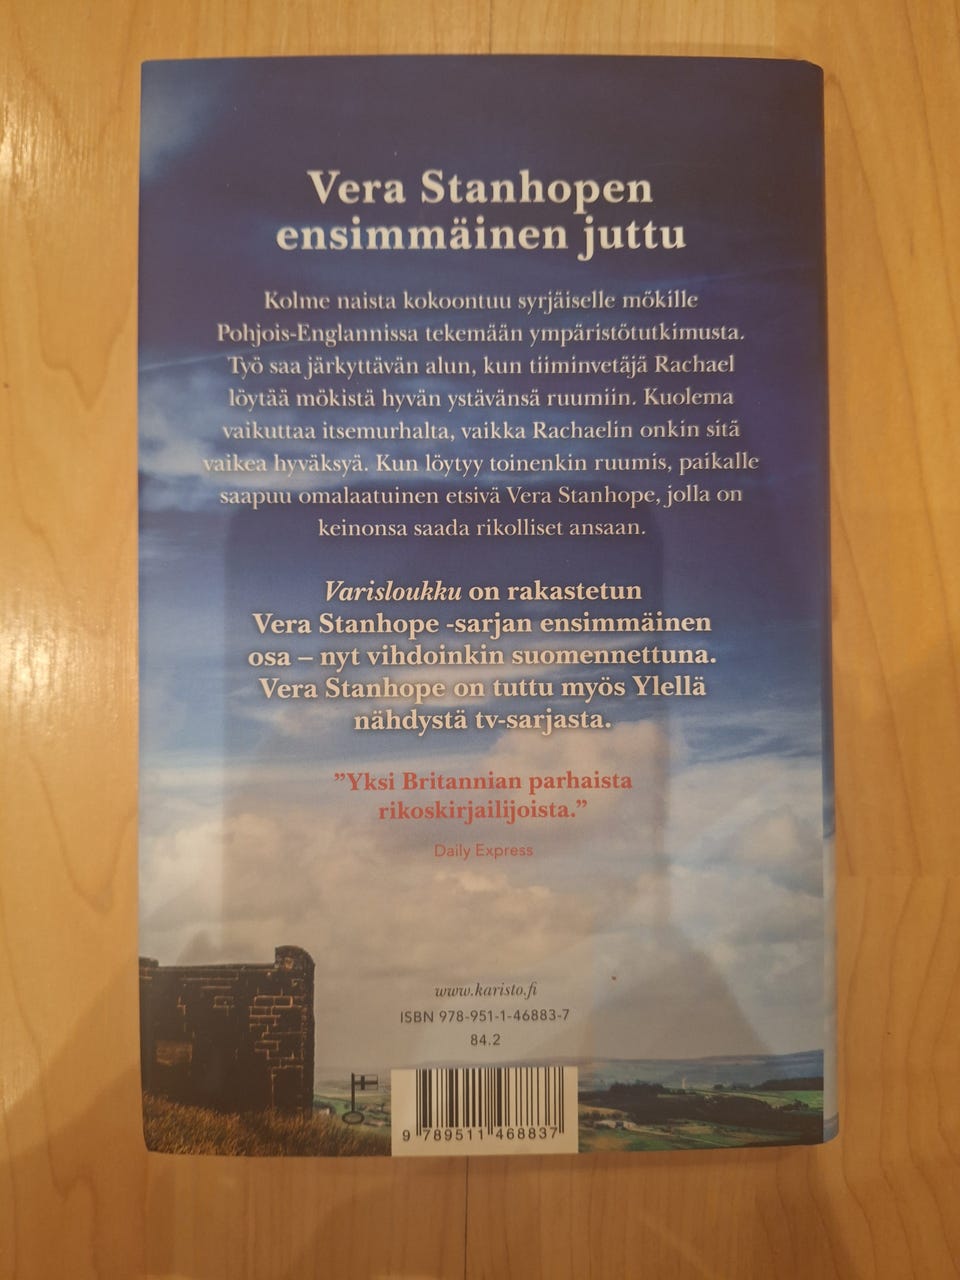 Vera Stanhopen
ensimmäinen juttu
Kolme naista kokoontuu syrjäiselle mökille
Pohjois-Englannissa tekemään ympäristötutkimusta.
Työ saa järkyttävän alun, kun tiiminvetäjä Rachael
löytää mökistä hyvän ystävänsä ruumiin. Kuolema
vaikuttaa itsemurhalta, vaikka Rachaelin onkin sitä
vaikea hyväksyä. Kun löytyy toinenkin ruumis, paikalle
saapuu omalaatuinen etsivä Vera Stanhope, jolla on
keinonsa saada rikolliset ansaan.
Varisloukku on rakastetun
Vera Stanhope -sarjan ensimmäinen
osa – nyt vihdoinkin suomennettuna.
Vera Stanhope on tuttu myös Ylellä
nähdystä tv-sarjasta.
”Yksi Britannian parhaista
rikoskirjailijoista.”
Daily Express
www.karisto.fi
ISBN 978-951-1-46883-7
84.2
9 789511 468837